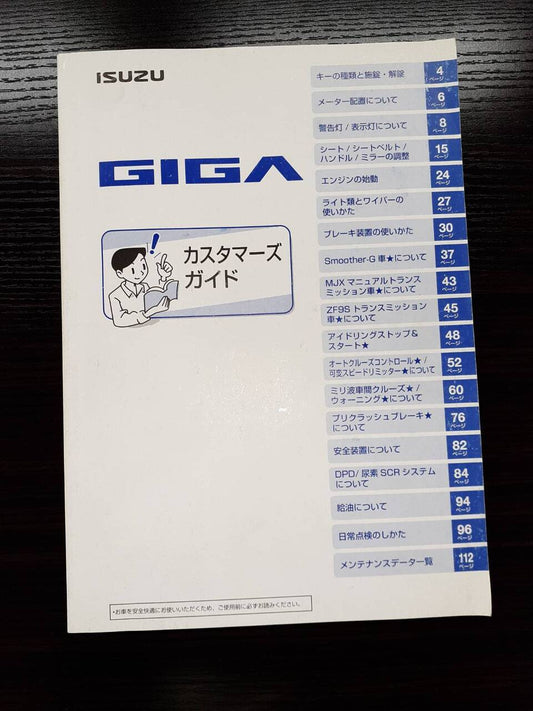 ISUZU
GIGA
!
カスタマーズ
ガイド
キーの種類と施錠・解錠
4
ページ
メーター配置について
6
ページ
警告灯/表示灯について
8
ページ
シート/シートベルト/
ハンドル/ミラーの調整
15
ページ
エンジンの始動
24
ページ
ライト類とワイパーの
使いかた
27
ページ
ブレーキ装置の使いかた
30
ページ
Smoother-G 車★について
37
ページ
MJX マニュアルトランス
ミッション車★について
43
ページ
ZF9S トランスミッション
車★について
45
ページ
アイドリングストップ&
スタート★
48
ページ
オートクルーズコントロール★/
可変スピードリミッター★について
52
ページ
ミリ波車間クルーズ★/
ウォーニング★について
60
ページ
プリクラッシュブレーキ★
について
76
ページ
安全装置について
82
ページ
DPD/ 尿素 SCR システム
について
84
ページ
給油について
94
ページ
日常点検のしかた
96
ページ
メンテナンスデータ一覧
112
ページ
・お車を安全快適にお使いいただくため、ご使用前に必ずお読みください。